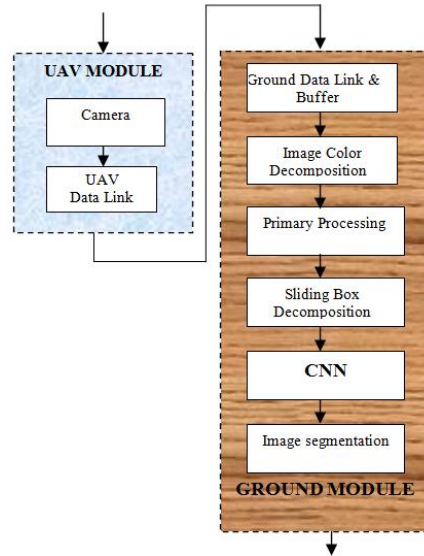 UAV MODULE
Camera
UAV
Data Link
Ground Data Link &
Buffer
Image Color
Decomposition
Primary Processing
Sliding Box
Decomposition
CNN
Image segmentation
GROUND MODULE